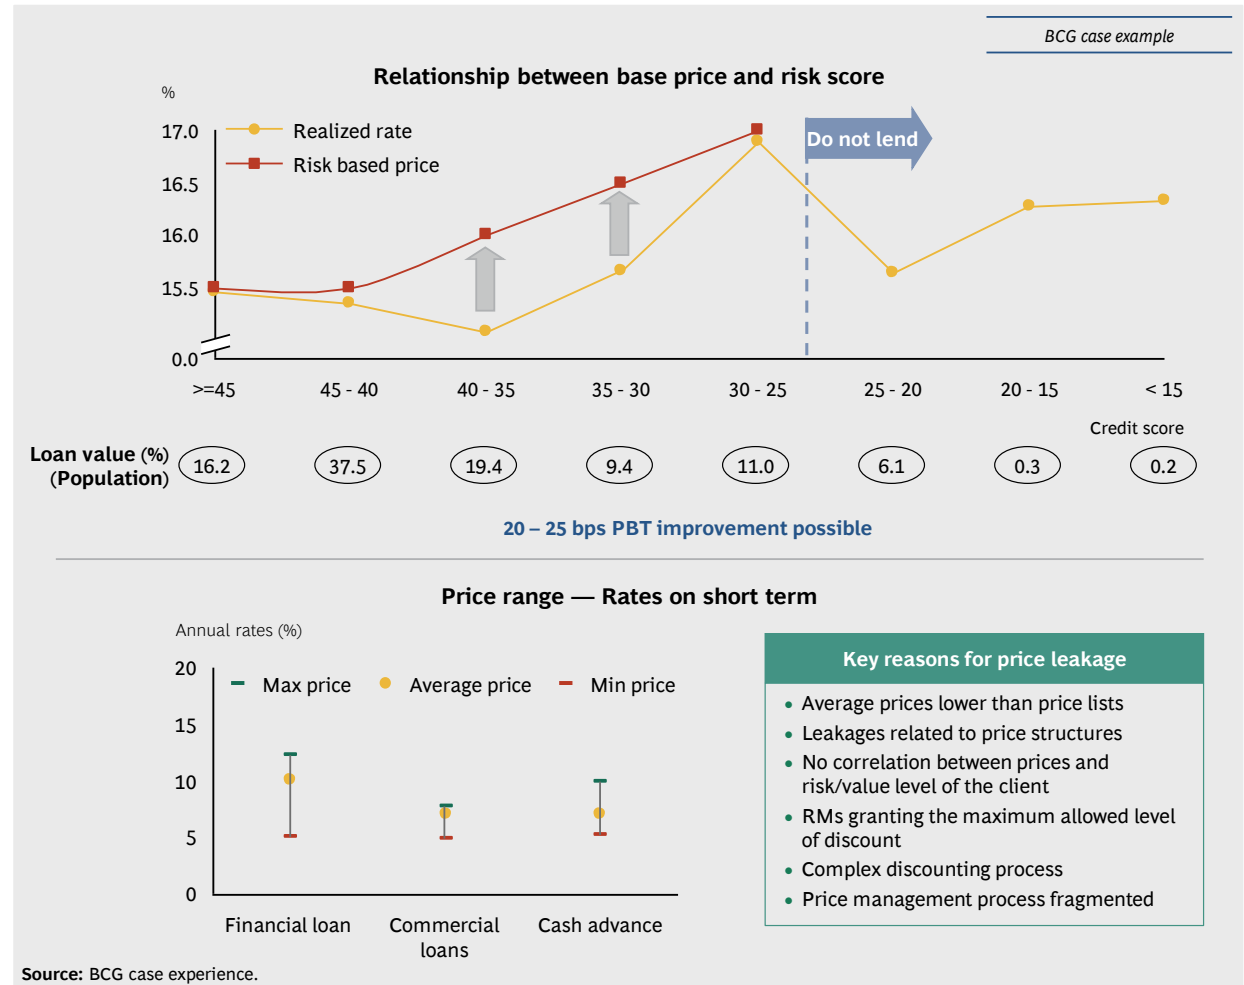 BCG case example
Relationship between base price and risk score
%
17.0
16.5
16.0
15.5
0.0
Realized rate
Risk based price
Do not lend
>=45
45 - 40
40 - 35
35 - 30
30 - 25
25 - 20
20 - 15
< 15
Credit score
Loan value (%)
(Population)
16.2
37.5
19.4
9.4
11.0
6.1
0.3
0.2
20 – 25 bps PBT improvement possible
Price range — Rates on short term
Annual rates (%)
20
15
10
5
0
Max price
Average price
Min price
Financial loan
Commercial
loans
Cash advance
Key reasons for price leakage
• Average prices lower than price lists
• Leakages related to price structures
• No correlation between prices and
risk/value level of the client
• RMs granting the maximum allowed level
of discount
• Complex discounting process
• Price management process fragmented
Source: BCG case experience.